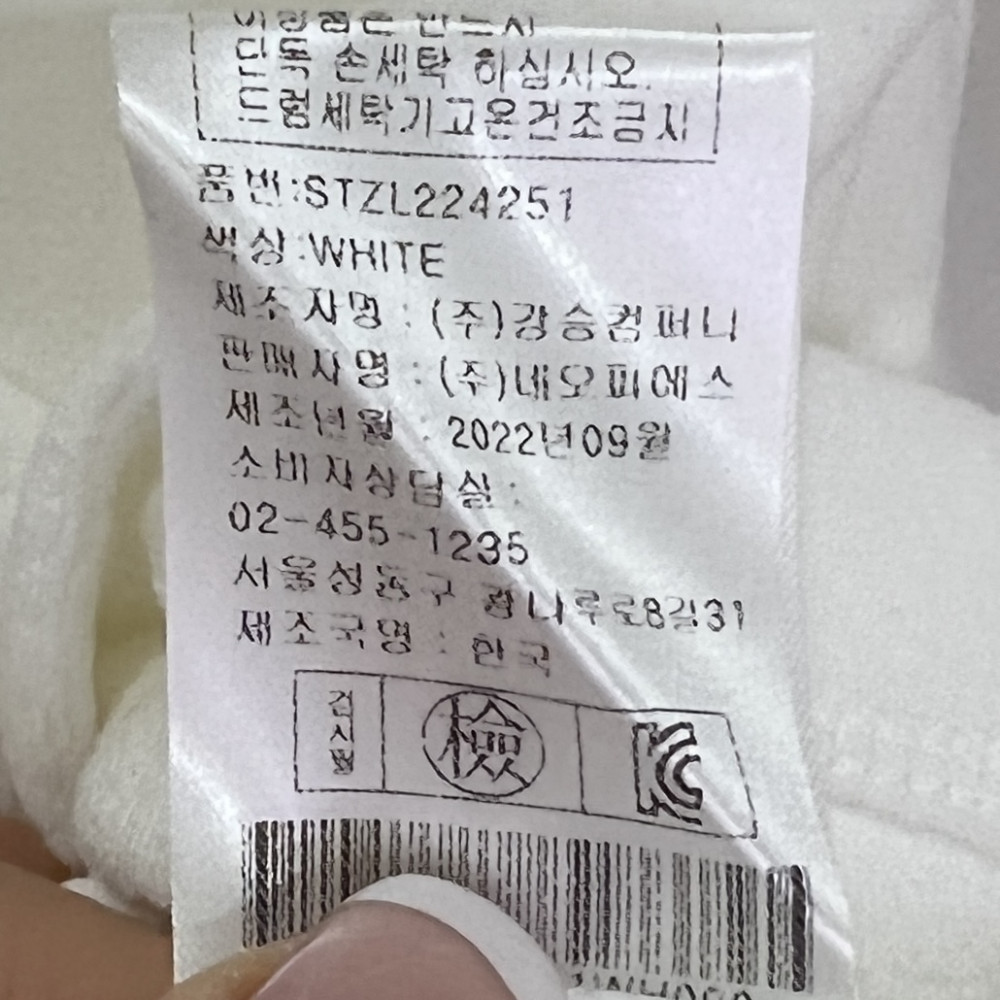 단독 손세탁 하십시오.
드럼세탁기고온건조금지
품번:STZL224251
색상:WHITE
제조자명 : (주)강승컴퍼니
판매자명 : (주)네오피에스
제조년월 : 2022년09월
소비자상담실 :
02-455-1235
서울성동구 광나루로8길31
제조국명 : 한국
검사필
檢
KC